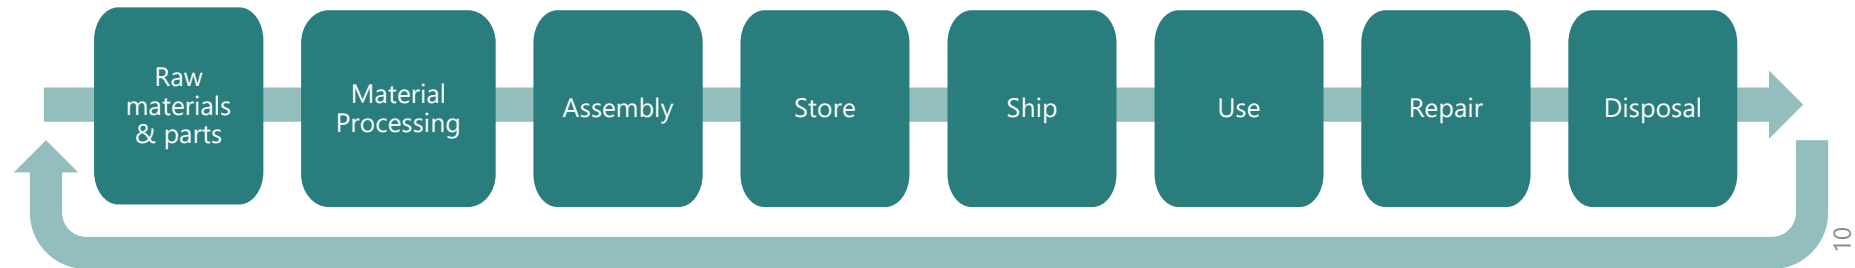 Raw
materials
& parts
Material
Processing
Assembly
Store
Ship
Use
Repair
Disposal
10